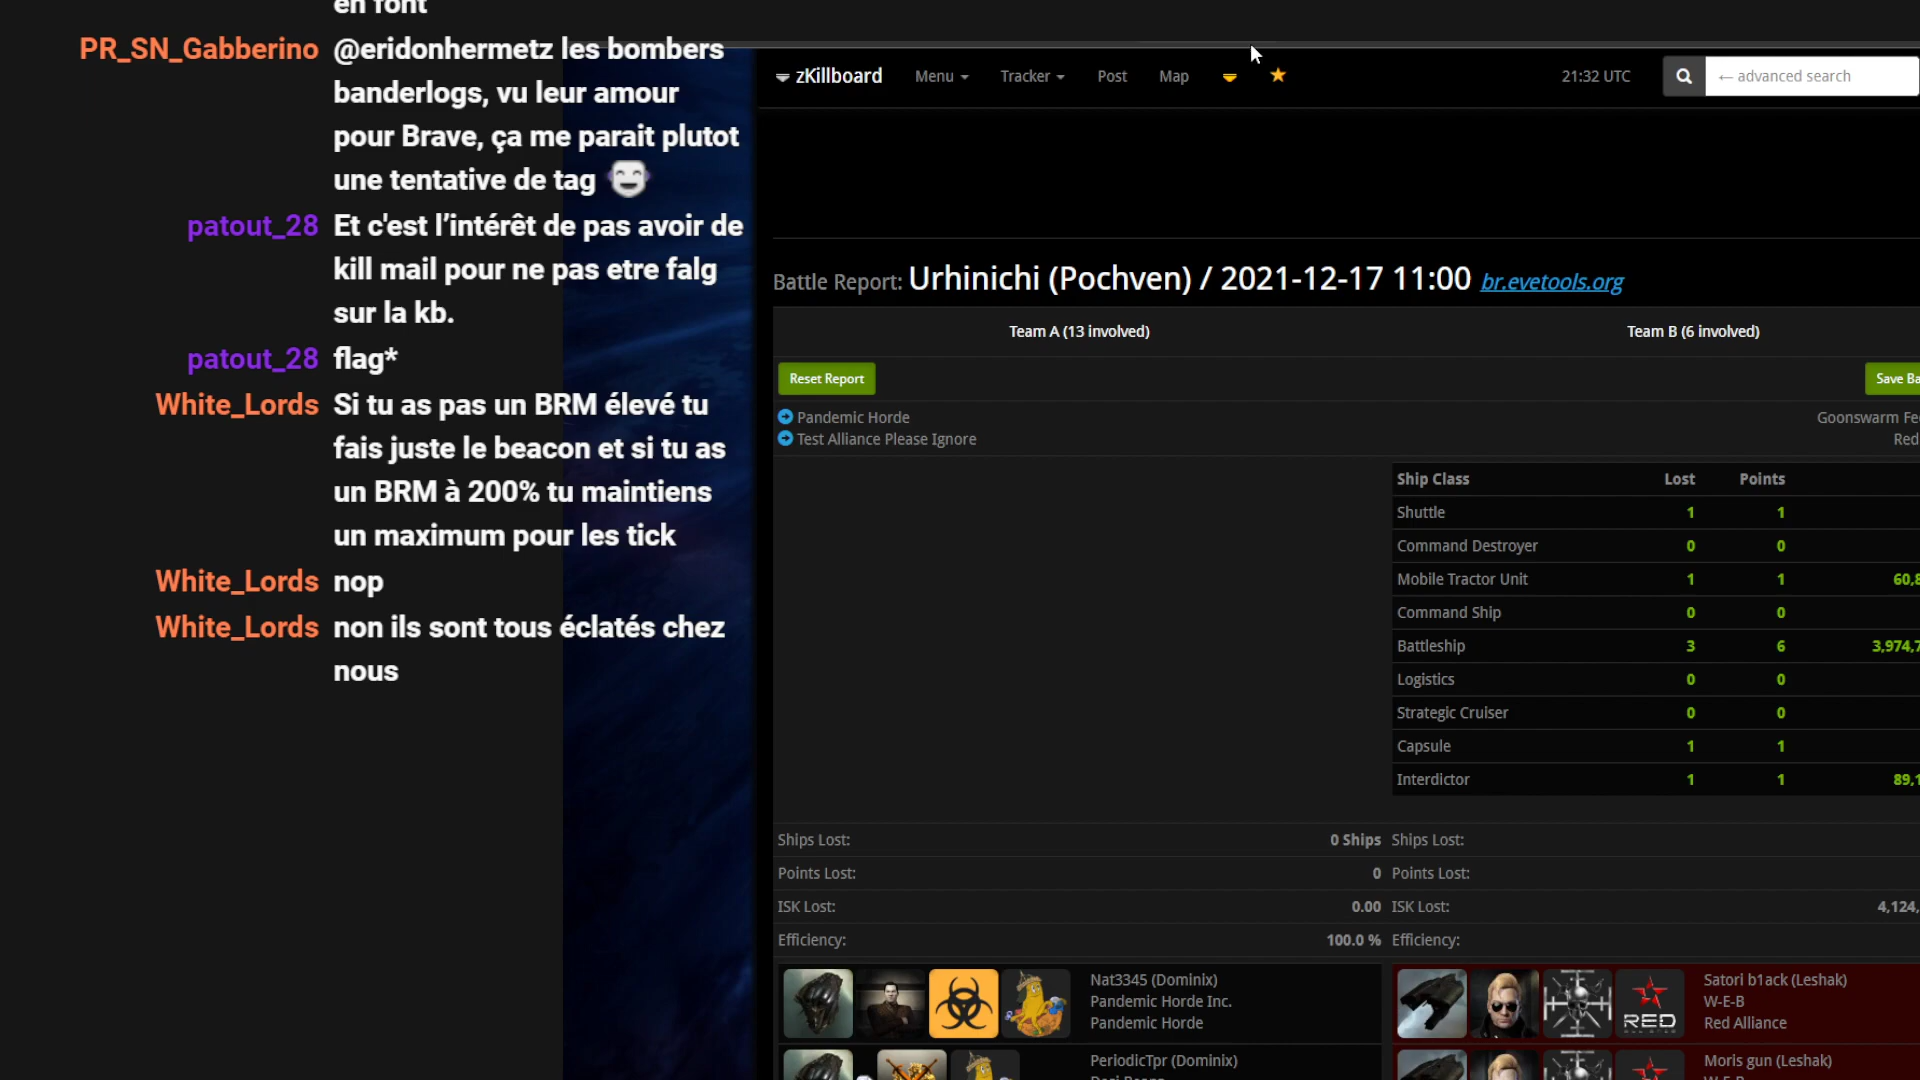 en font
PR_SN_Gabberino @eridonhermetz les bombers
banderlogs, vu leur amour
pour Brave, ça me parait plutot
une tentative de tag
patout_28 Et c'est l’intérêt de pas avoir de
kill mail pour ne pas etre falg
sur la kb.
patout_28 flag*
White_Lords Si tu as pas un BRM élevé tu
fais juste le beacon et si tu as
un BRM à 200% tu maintiens
un maximum pour les tick
White_Lords nop
White_Lords non ils sont tous éclatés chez
nous
zKillboard Menu Tracker Post Map 21:32 UTC ← advanced search
Battle Report: Urhinichi (Pochven) / 2021-12-17 11:00 br.evetools.org
Team A (13 involved) Team B (6 involved)
Reset Report Save Ba
Pandemic Horde Goonswarm Fe
Test Alliance Please Ignore Red
Ship Class Lost Points
Shuttle 1 1
Command Destroyer 0 0
Mobile Tractor Unit 1 1 60,8
Command Ship 0 0
Battleship 3 6 3,974,7
Logistics 0 0
Strategic Cruiser 0 0
Capsule 1 1
Interdictor 1 1 89,1
Ships Lost: 0 Ships Ships Lost:
Points Lost: 0 Points Lost:
ISK Lost: 0.00 ISK Lost: 4,124,
Efficiency: 100.0 % Efficiency:
Nat3345 (Dominix) Satori b1ack (Leshak)
Pandemic Horde Inc. W-E-B
Pandemic Horde RED Red Alliance
PeriodicTpr (Dominix) Moris gun (Leshak)